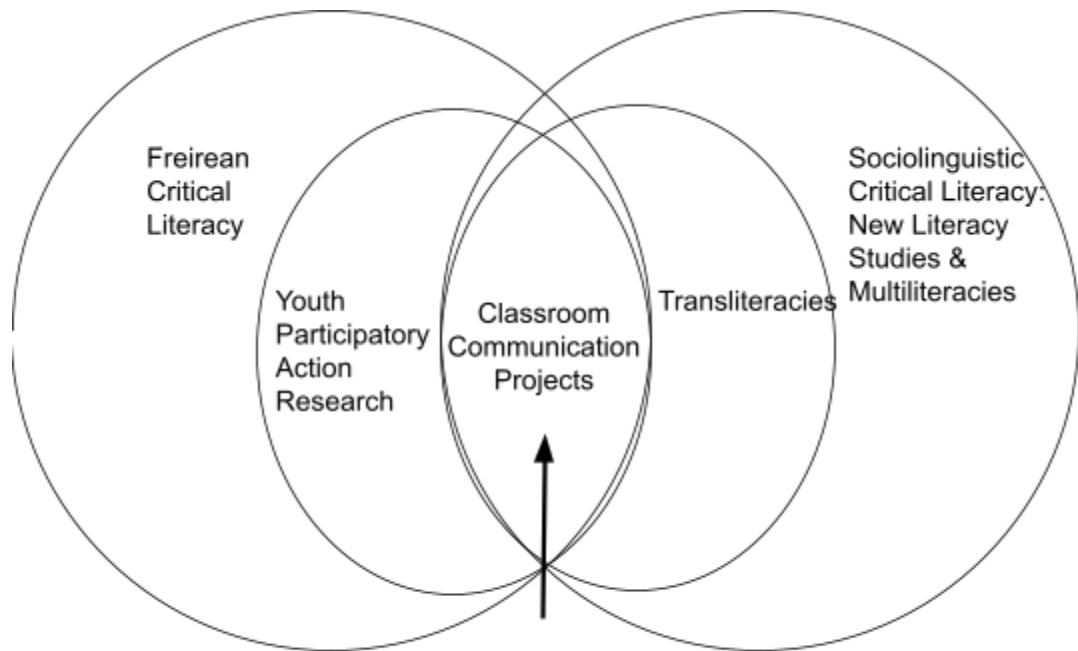 Freirean
Critical
Literacy
Youth
Participatory
Action
Research
Classroom
Communication
Projects
Transliteracies
Sociolinguistic
Critical Literacy:
New Literacy
Studies &
Multiliteracies